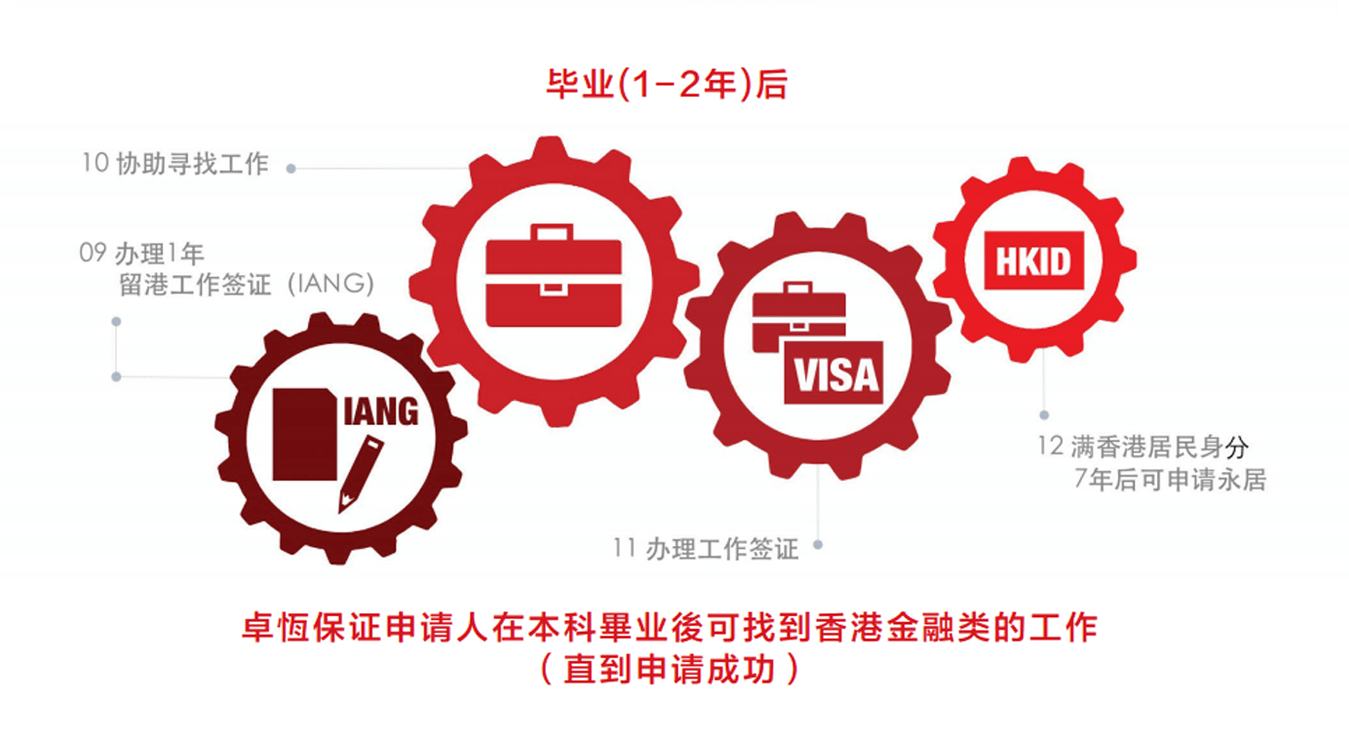 毕业(1-2年)后
10 协助寻找工作
09 办理1年
留港工作签证 (IANG)
IANG
VISA
HKID
12 满香港居民身分
7年后可申请永居
11 办理工作签证
卓恆保证申请人在本科畢业後可找到香港金融类的工作
(直到申请成功)